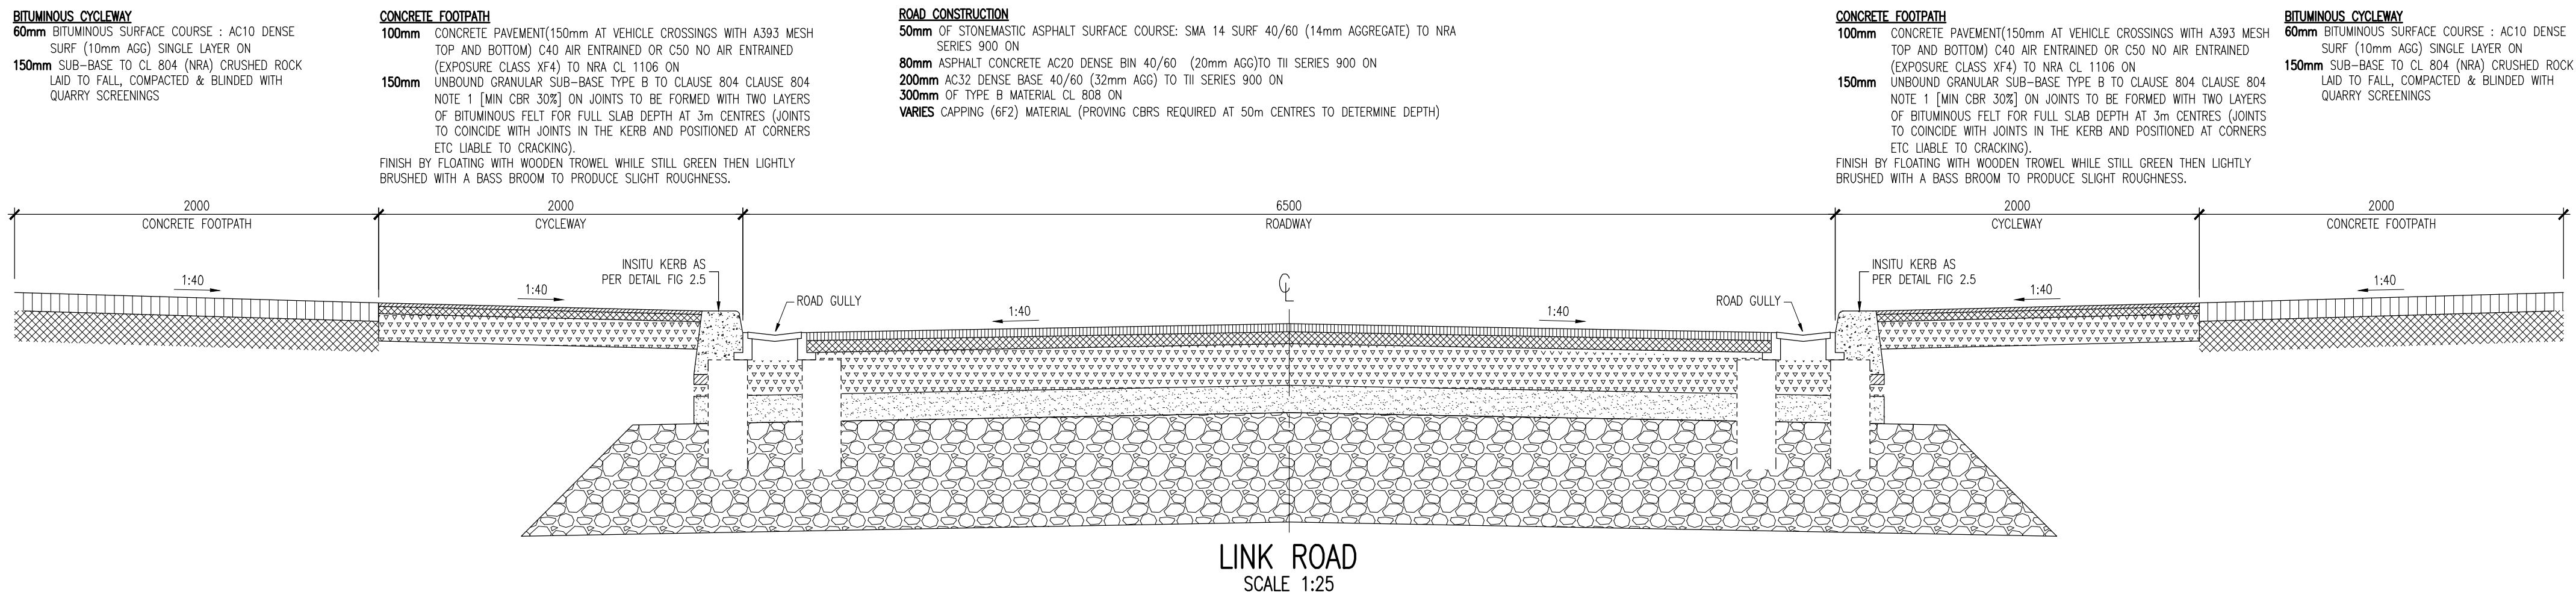 BITUMINOUS CYCLEWAY
60mm BITUMINOUS SURFACE COURSE : AC10 DENSE
SURF (10mm AGG) SINGLE LAYER ON
150mm SUB-BASE TO CL 804 (NRA) CRUSHED ROCK
LAID TO FALL, COMPACTED & BLINDED WITH
QUARRY SCREENINGS
CONCRETE FOOTPATH
100mm CONCRETE PAVEMENT(150mm AT VEHICLE CROSSINGS WITH A393 MESH
TOP AND BOTTOM) C40 AIR ENTRAINED OR C50 NO AIR ENTRAINED
(EXPOSURE CLASS XF4) TO NRA CL 1106 ON
150mm UNBOUND GRANULAR SUB-BASE TYPE B TO CLAUSE 804 CLAUSE 804
NOTE 1 [MIN CBR 30%] ON JOINTS TO BE FORMED WITH TWO LAYERS
OF BITUMINOUS FELT FOR FULL SLAB DEPTH AT 3m CENTRES (JOINTS
TO COINCIDE WITH JOINTS IN THE KERB AND POSITIONED AT CORNERS
ETC LIABLE TO CRACKING).
FINISH BY FLOATING WITH WOODEN TROWEL WHILE STILL GREEN THEN LIGHTLY
BRUSHED WITH A BASS BROOM TO PRODUCE SLIGHT ROUGHNESS.
ROAD CONSTRUCTION
50mm OF STONEMASTIC ASPHALT SURFACE COURSE: SMA 14 SURF 40/60 (14mm AGGREGATE) TO NRA
SERIES 900 ON
80mm ASPHALT CONCRETE AC20 DENSE BIN 40/60 (20mm AGG)TO TII SERIES 900 ON
200mm AC32 DENSE BASE 40/60 (32mm AGG) TO TII SERIES 900 ON
300mm OF TYPE B MATERIAL CL 808 ON
VARIES CAPPING (6F2) MATERIAL (PROVING CBRS REQUIRED AT 50m CENTRES TO DETERMINE DEPTH)
CONCRETE FOOTPATH
100mm CONCRETE PAVEMENT(150mm AT VEHICLE CROSSINGS WITH A393 MESH
TOP AND BOTTOM) C40 AIR ENTRAINED OR C50 NO AIR ENTRAINED
(EXPOSURE CLASS XF4) TO NRA CL 1106 ON
150mm UNBOUND GRANULAR SUB-BASE TYPE B TO CLAUSE 804 CLAUSE 804
NOTE 1 [MIN CBR 30%] ON JOINTS TO BE FORMED WITH TWO LAYERS
OF BITUMINOUS FELT FOR FULL SLAB DEPTH AT 3m CENTRES (JOINTS
TO COINCIDE WITH JOINTS IN THE KERB AND POSITIONED AT CORNERS
ETC LIABLE TO CRACKING).
FINISH BY FLOATING WITH WOODEN TROWEL WHILE STILL GREEN THEN LIGHTLY
BRUSHED WITH A BASS BROOM TO PRODUCE SLIGHT ROUGHNESS.
BITUMINOUS CYCLEWAY
60mm BITUMINOUS SURFACE COURSE : AC10 DENSE
SURF (10mm AGG) SINGLE LAYER ON
150mm SUB-BASE TO CL 804 (NRA) CRUSHED ROCK
LAID TO FALL, COMPACTED & BLINDED WITH
QUARRY SCREENINGS
2000
CONCRETE FOOTPATH
2000
CYCLEWAY
6500
ROADWAY
2000
CYCLEWAY
2000
CONCRETE FOOTPATH
1:40
1:40
INSITU KERB AS
PER DETAIL FIG 2.5
ROAD GULLY
1:40
CL
1:40
ROAD GULLY
INSITU KERB AS
PER DETAIL FIG 2.5
1:40
1:40
LINK ROAD
SCALE 1:25